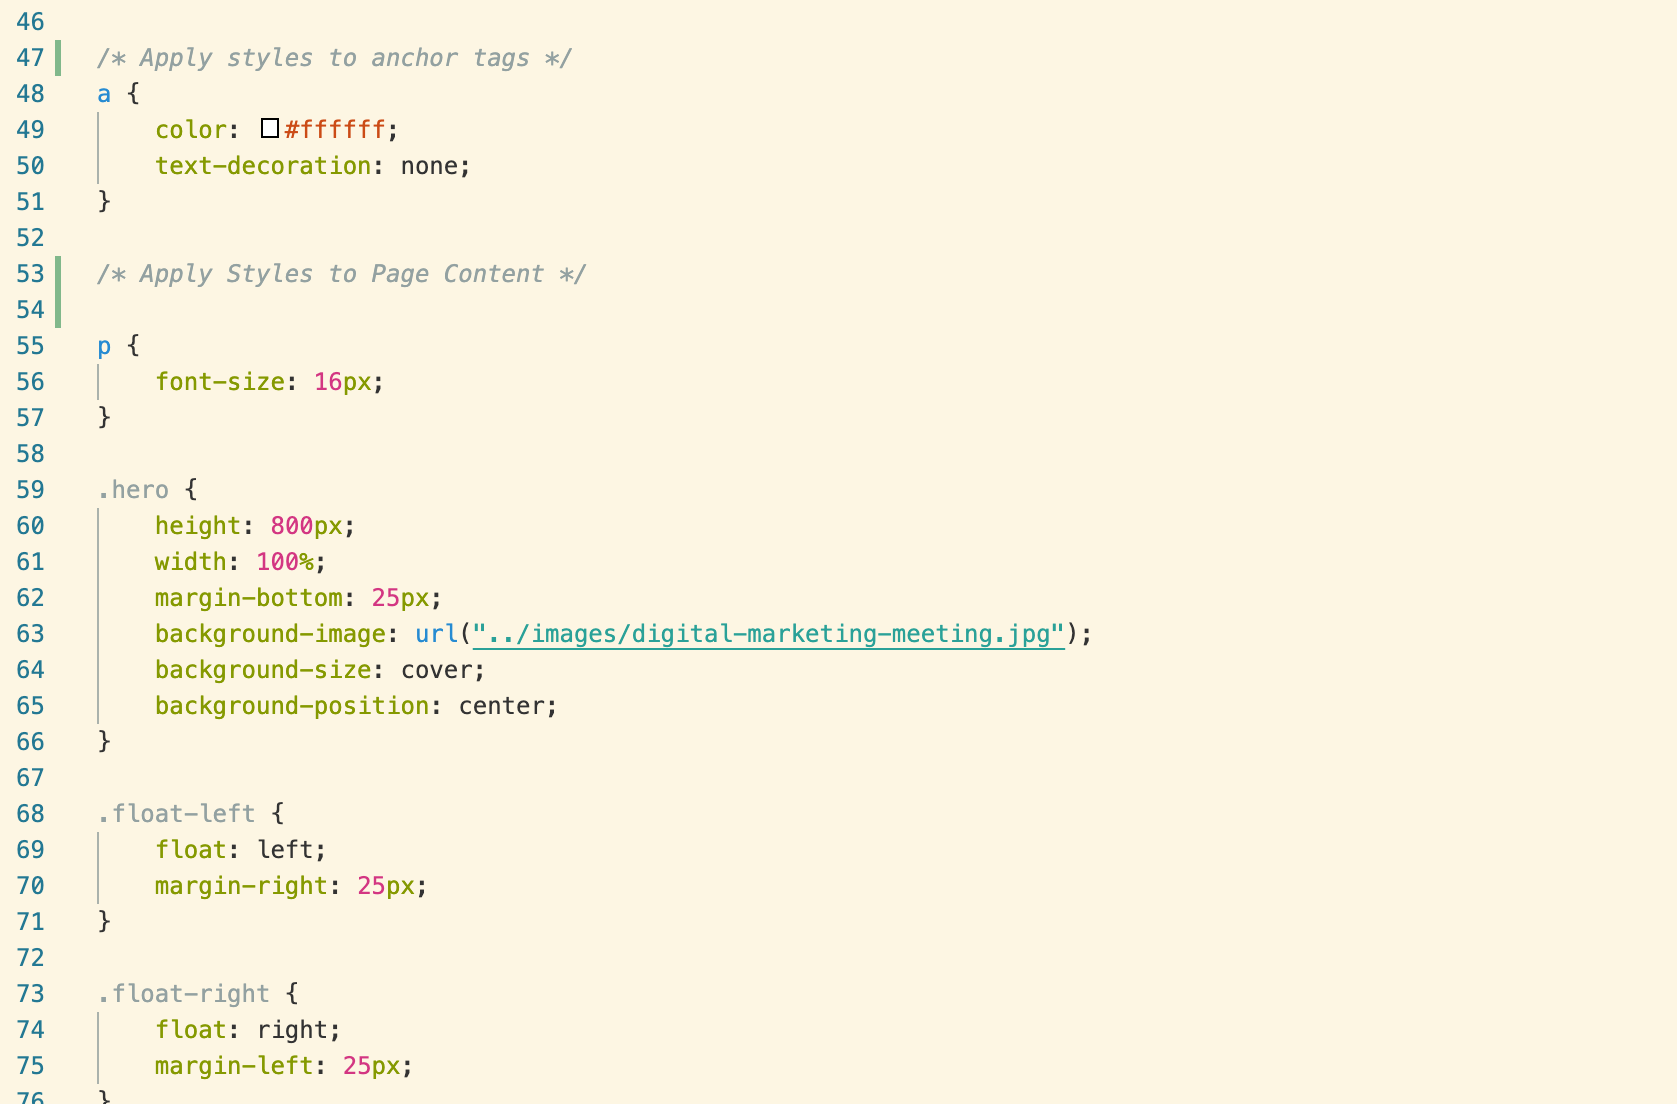 46
47 /* Apply styles to anchor tags */
48 a {
49     color: #ffffff;
50     text-decoration: none;
51 }
52
53 /* Apply Styles to Page Content */
54
55 p {
56     font-size: 16px;
57 }
58
59 .hero {
60     height: 800px;
61     width: 100%;
62     margin-bottom: 25px;
63     background-image: url("../images/digital-marketing-meeting.jpg");
64     background-size: cover;
65     background-position: center;
66 }
67
68 .float-left {
69     float: left;
70     margin-right: 25px;
71 }
72
73 .float-right {
74     float: right;
75     margin-left: 25px;
76 }